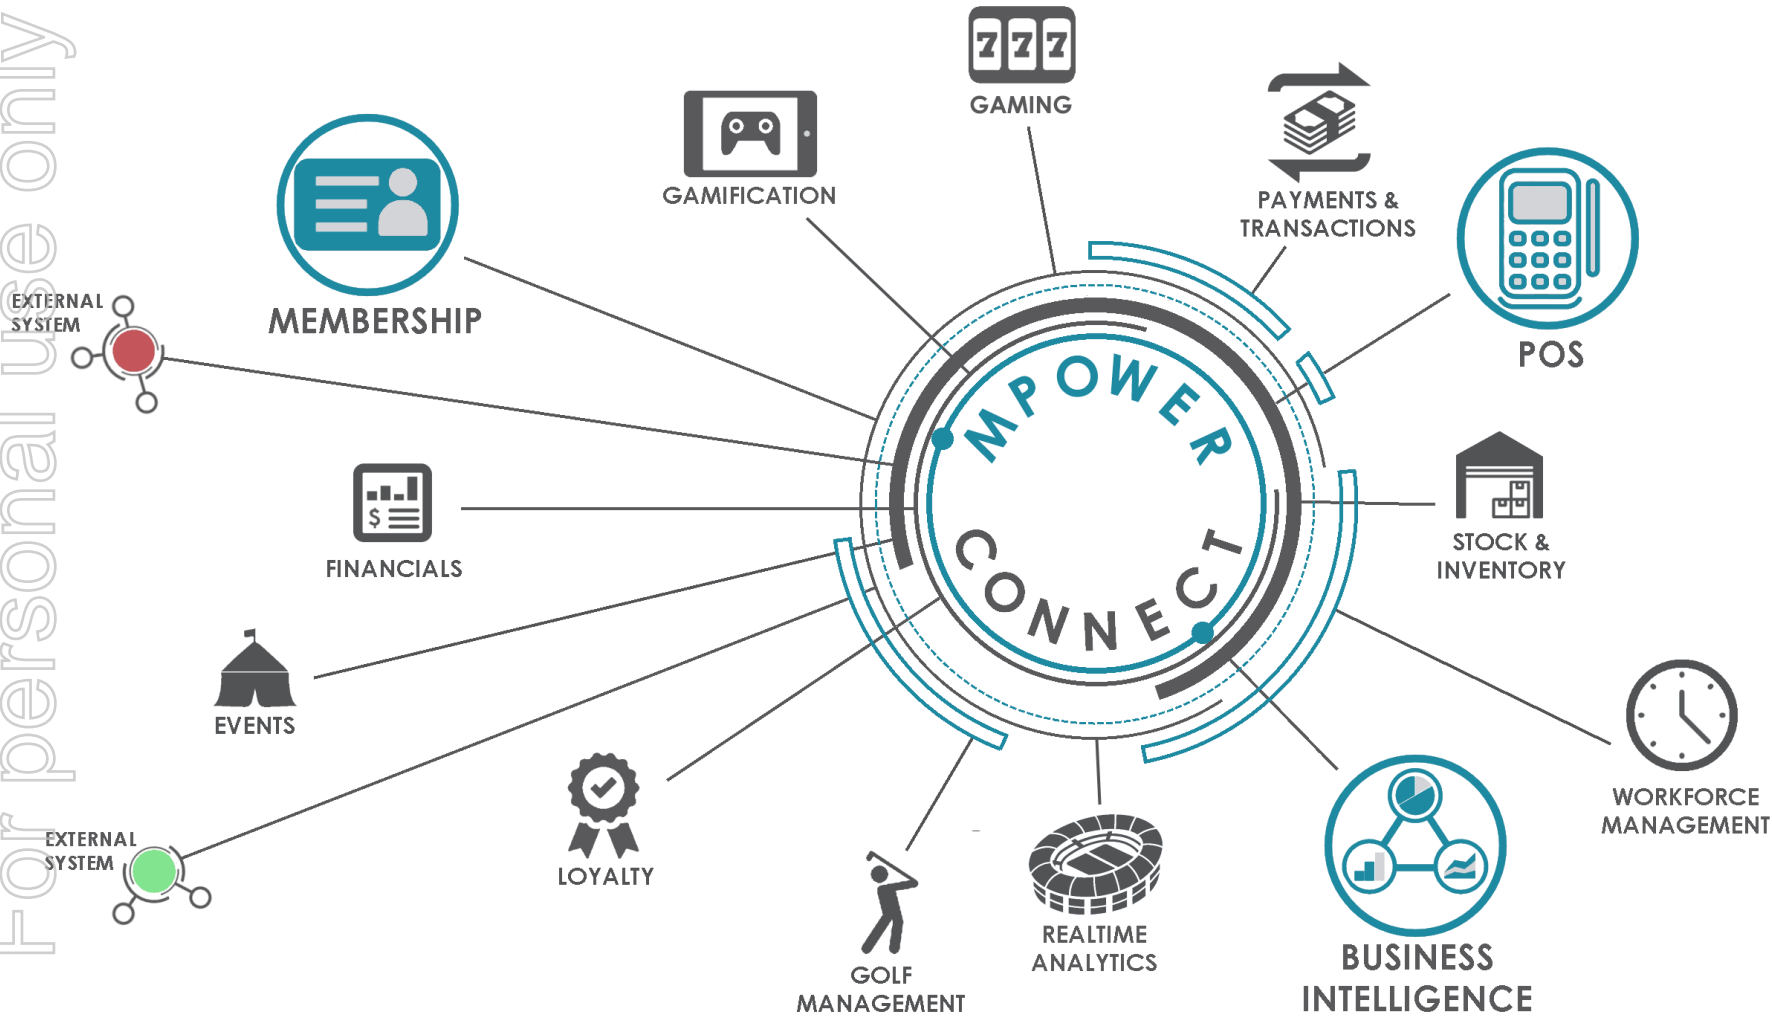 For personal use only
777
GAMING
GAMIFICATION
PAYMENTS &
TRANSACTIONS
MEMBERSHIP
POS
EXTERNAL
SYSTEM
MPOWER
CONNECT
$
FINANCIALS
STOCK &
INVENTORY
EVENTS
WORKFORCE
MANAGEMENT
EXTERNAL
SYSTEM
LOYALTY
REALTIME
ANALYTICS
GOLF
MANAGEMENT
BUSINESS
INTELLIGENCE